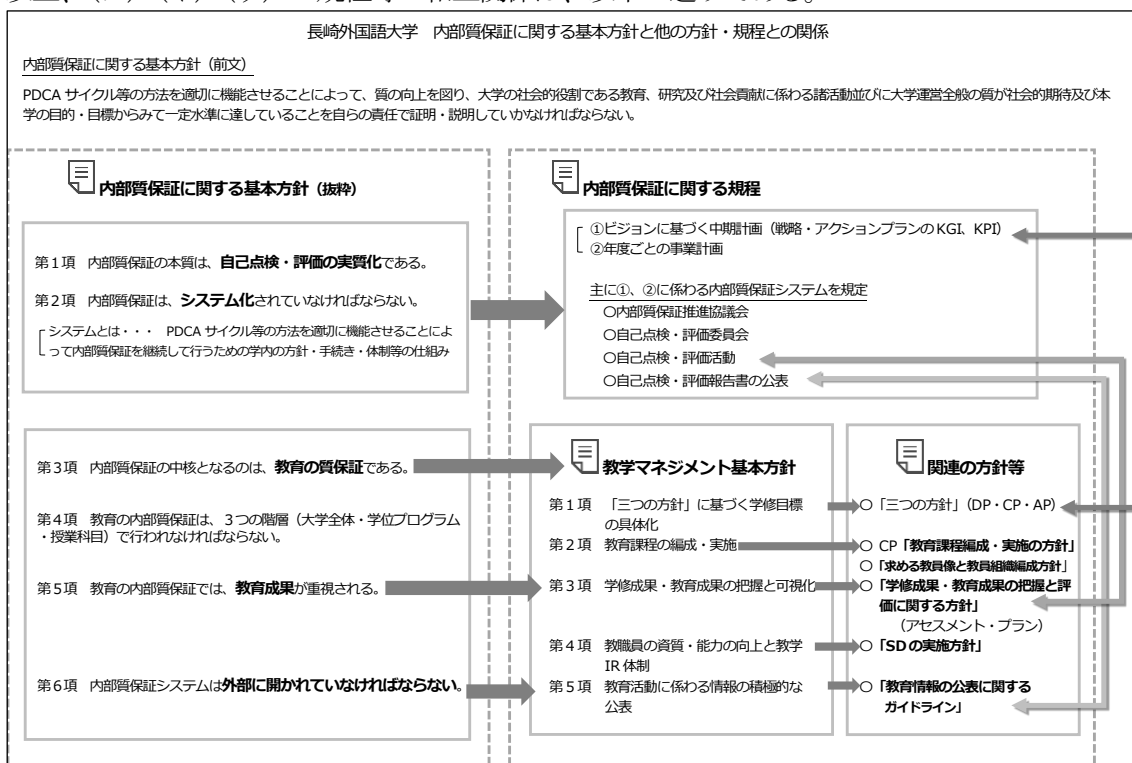 長崎外国語大学　内部質保証に関する基本方針と他の方針・規程との関係
内部質保証に関する基本方針（前文）
PDCA サイクル等の方法を適切に機能させることによって、質の向上を図り、大学の社会的役割である教育、研究及び社会貢献に係わる諸活動並びに大学運営全般の質が社会的期待及び本
学の目的・目標からみて一定水準に達していることを自らの責任で証明・説明していかなければならない。
内部質保証に関する基本方針（抜粋）
第１項　内部質保証の本質は、自己点検・評価の実質化である。
第２項　内部質保証は、システム化されていなければならない。
システムとは・・・　PDCA サイクル等の方法を適切に機能させることによ
って内部質保証を継続して行うための学内の方針・手続き・体制等の仕組み
第３項　内部質保証の中核となるのは、教育の質保証である。
第４項　教育の内部質保証は、３つの階層（大学全体・学位プログラム
・授業科目）で行われなければならない。
第５項　教育の内部質保証では、教育成果が重視される。
第６項　内部質保証システムは外部に開かれていなければならない。
内部質保証に関する規程
①ビジョンに基づく中期計画（戦略・アクションプランの KGI、KPI）
②年度ごとの事業計画
主に①、②に係わる内部質保証システムを規定
〇内部質保証推進協議会
〇自己点検・評価委員会
〇自己点検・評価活動
〇自己点検・評価報告書の公表
教学マネジメント基本方針
第１項　「三つの方針」に基づく学修目標
の具体化
第２項　教育課程の編成・実施
第３項　学修成果・教育成果の把握と可視化
第４項　教職員の資質・能力の向上と教学
IR 体制
第５項　教育活動に係わる情報の積極的な
公表
関連の方針等
〇「三つの方針」（DP・CP・AP）
〇 CP「教育課程編成・実施の方針」
〇「求める教員像と教員組織編成方針」
〇「学修成果・教育成果の把握と評
価に関する方針」
（アセスメント・プラン）
〇「SD の実施方針」
〇「教育情報の公表に関する
ガイドライン」